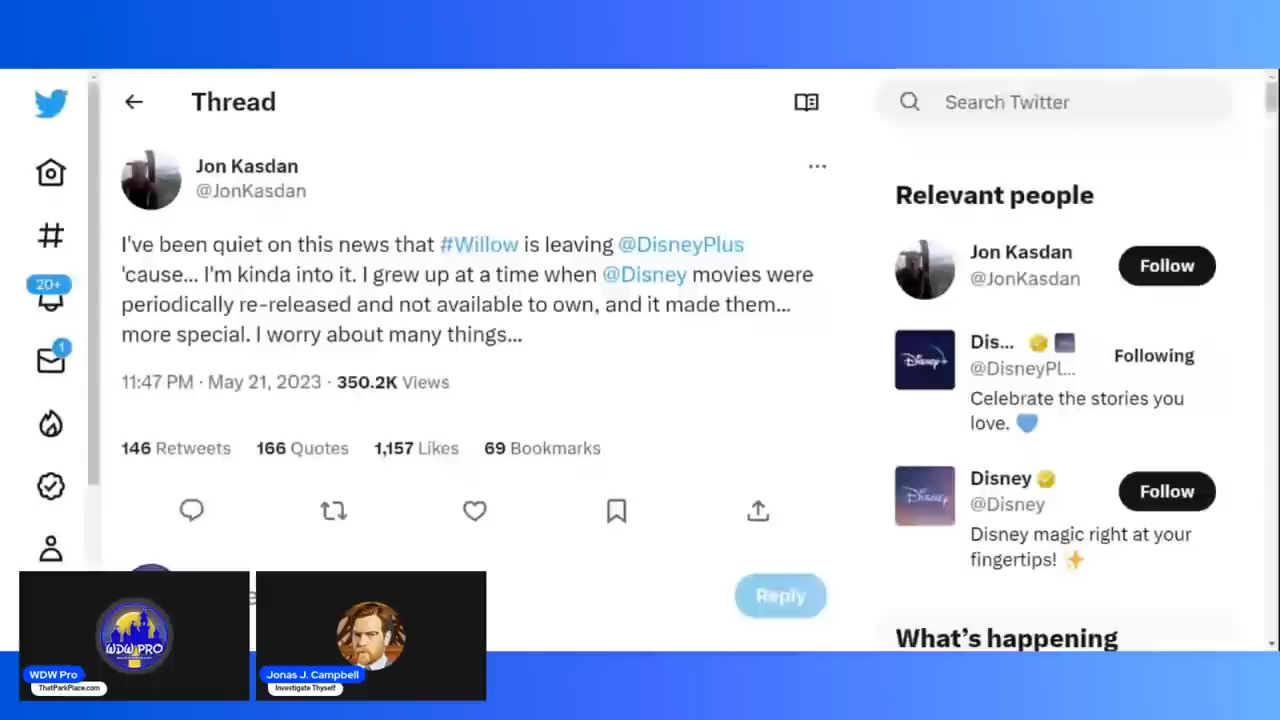 Thread
Search Twitter
Jon Kasdan
@JonKasdan
I've been quiet on this news that #Willow is leaving @DisneyPlus
'cause... I'm kinda into it. I grew up at a time when @Disney movies were
periodically re-released and not available to own, and it made them...
more special. I worry about many things...
11:47 PM · May 21, 2023 · 350.2K Views
146 Retweets 166 Quotes 1,157 Likes 69 Bookmarks
Reply
20+
1
Relevant people
Jon Kasdan
@JonKasdan
Follow
Disney+
Dis...
@DisneyPL...
Following
Celebrate the stories you
love.
Disney
Disney
@Disney
Follow
Disney magic right at your
fingertips!
What's happening
WDW PRO
WDW Pro
ThatParkPlace.com
Jonas J. Campbell
Investigate Thyself